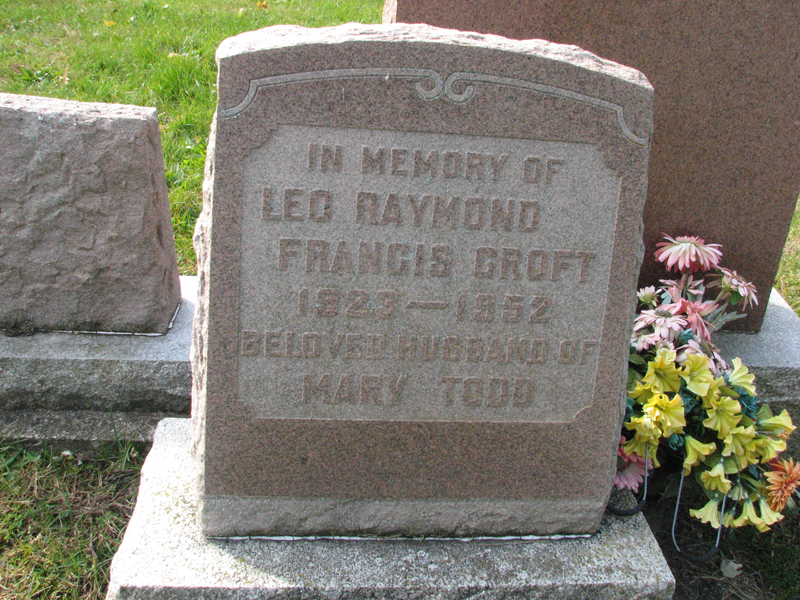 IN MEMORY OF
LEO RAYMOND
FRANCIS CROFT
1923—1952
BELOVED HUSBAND OF
MARY TODD